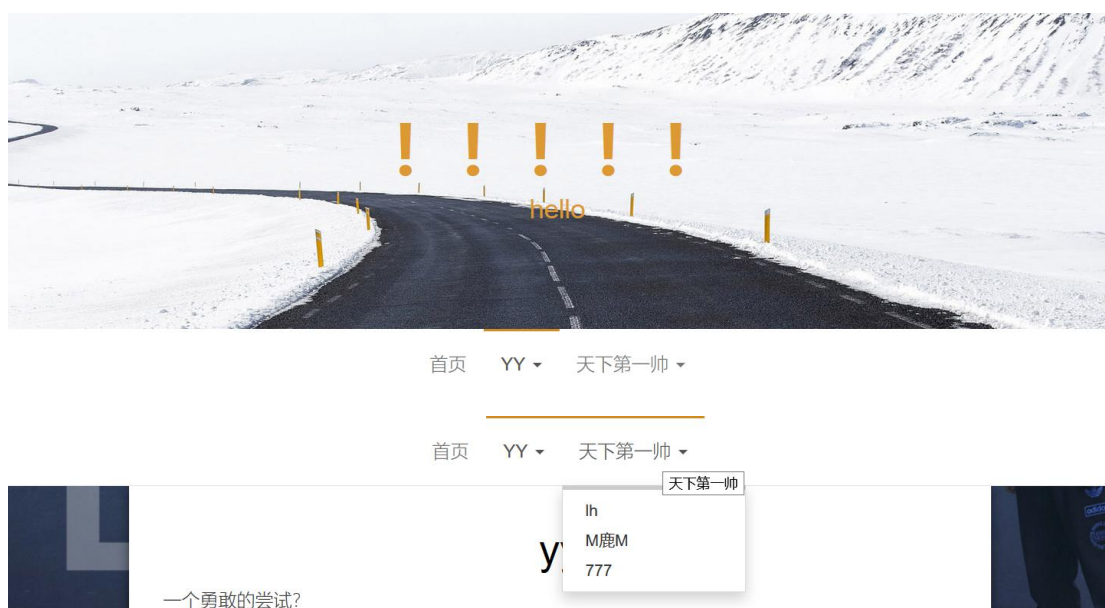 ! ! ! ! !
hello
首页 YY 天下第一帅
首页 YY 天下第一帅
天下第一帅
lh
M鹿M
777
一个勇敢的尝试?
adidas